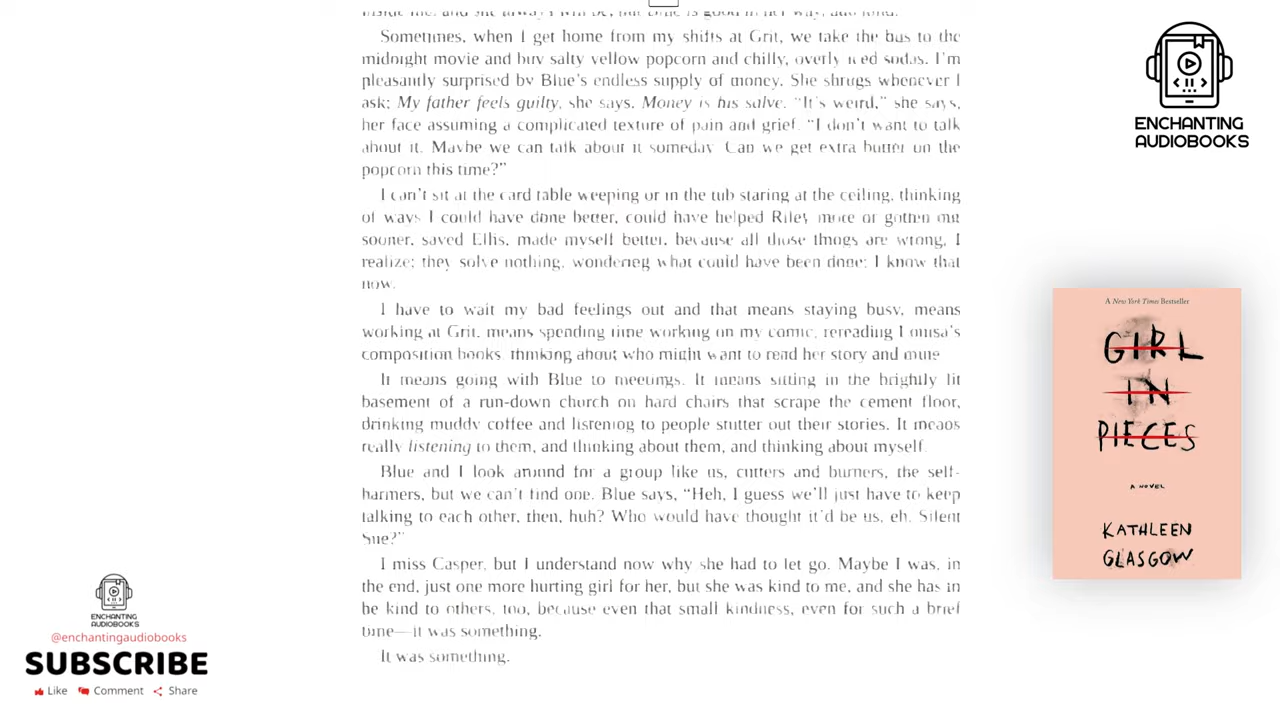 Sometimes, when I get home from my shifts at Grit, we take the bus to the
midnight movie and buy salty yellow popcorn and chilly, overly iced sodas. I'm
pleasantly surprised by Blue's endless supply of money. She shrugs whenever I
ask; My father feels guilty, she says. Money is his salve. "It's weird," she says,
her face assuming a complicated texture of pain and grief. "I don't want to talk
about it. Maybe we can talk about it someday. Can we get extra butter on the
popcorn this time?"
I can't sit at the card table weeping or in the tub staring at the ceiling, thinking
of ways I could have done better, could have helped Riley more or gotten out
sooner, saved Ellis, made myself better, because all those things are wrong, I
realize; they solve nothing, wondering what could have been done; I know that
now.
I have to wait my bad feelings out and that means staying busy, means
working at Grit, means spending time working on my comic, rereading Louisa's
composition books, thinking about who might want to read her story and mine.
It means going with Blue to meetings. It means sitting in the brightly lit
basement of a run-down church on hard chairs that scrape the cement floor,
drinking muddy coffee and listening to people stutter out their stories. It means
really listening to them, and thinking about them, and thinking about myself.
Blue and I look around for a group like us, cutters and burners, the self-
harmers, but we can't find one. Blue says, "Heh, I guess we'll just have to keep
talking to each other, then, huh? Who would have thought it'd be us, eh, Silent
Sue?"
I miss Casper, but I understand now why she had to let go. Maybe I was, in
the end, just one more hurting girl for her, but she was kind to me, and she has to
be kind to others, too, because even that small kindness, even for such a brief
time—it was something.
It was something.
ENCHANTING
AUDIOBOOKS
A New York Times Bestseller
GIRL
IN
PIECES
A NOVEL
KATHLEEN
GLASGOW
ENCHANTING
AUDIOBOOKS
@enchantingaudiobooks
SUBSCRIBE
Like Comment Share